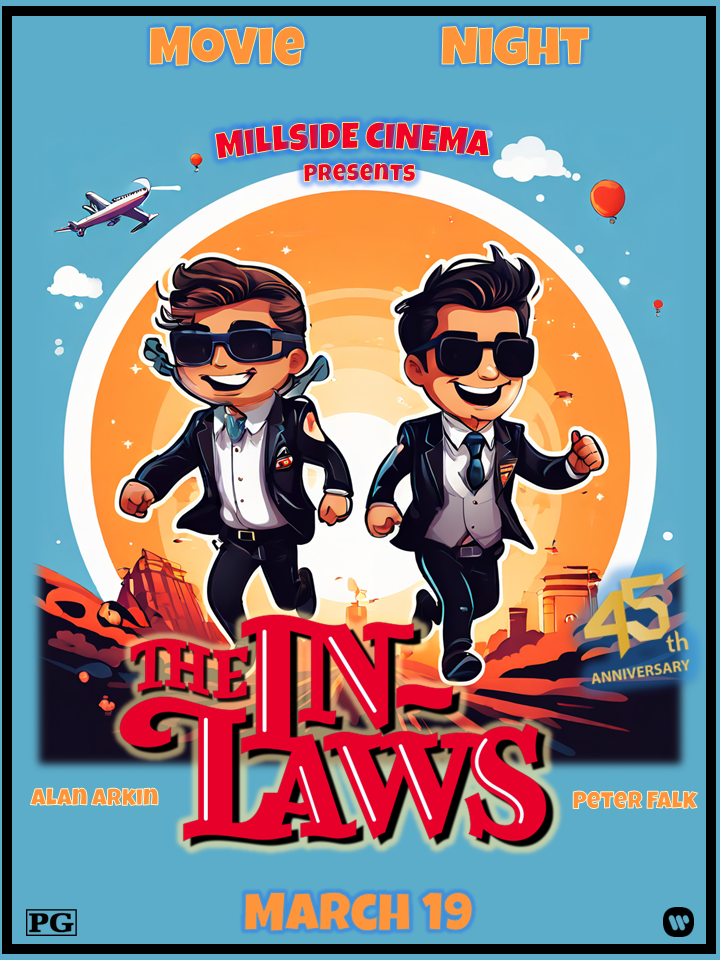 Movie Night
MILLSIDE CINEMA
Presents
THE IN-
LAWS
45th
ANNIVERSARY
Alan Arkin
Peter Falk
March 19
PG